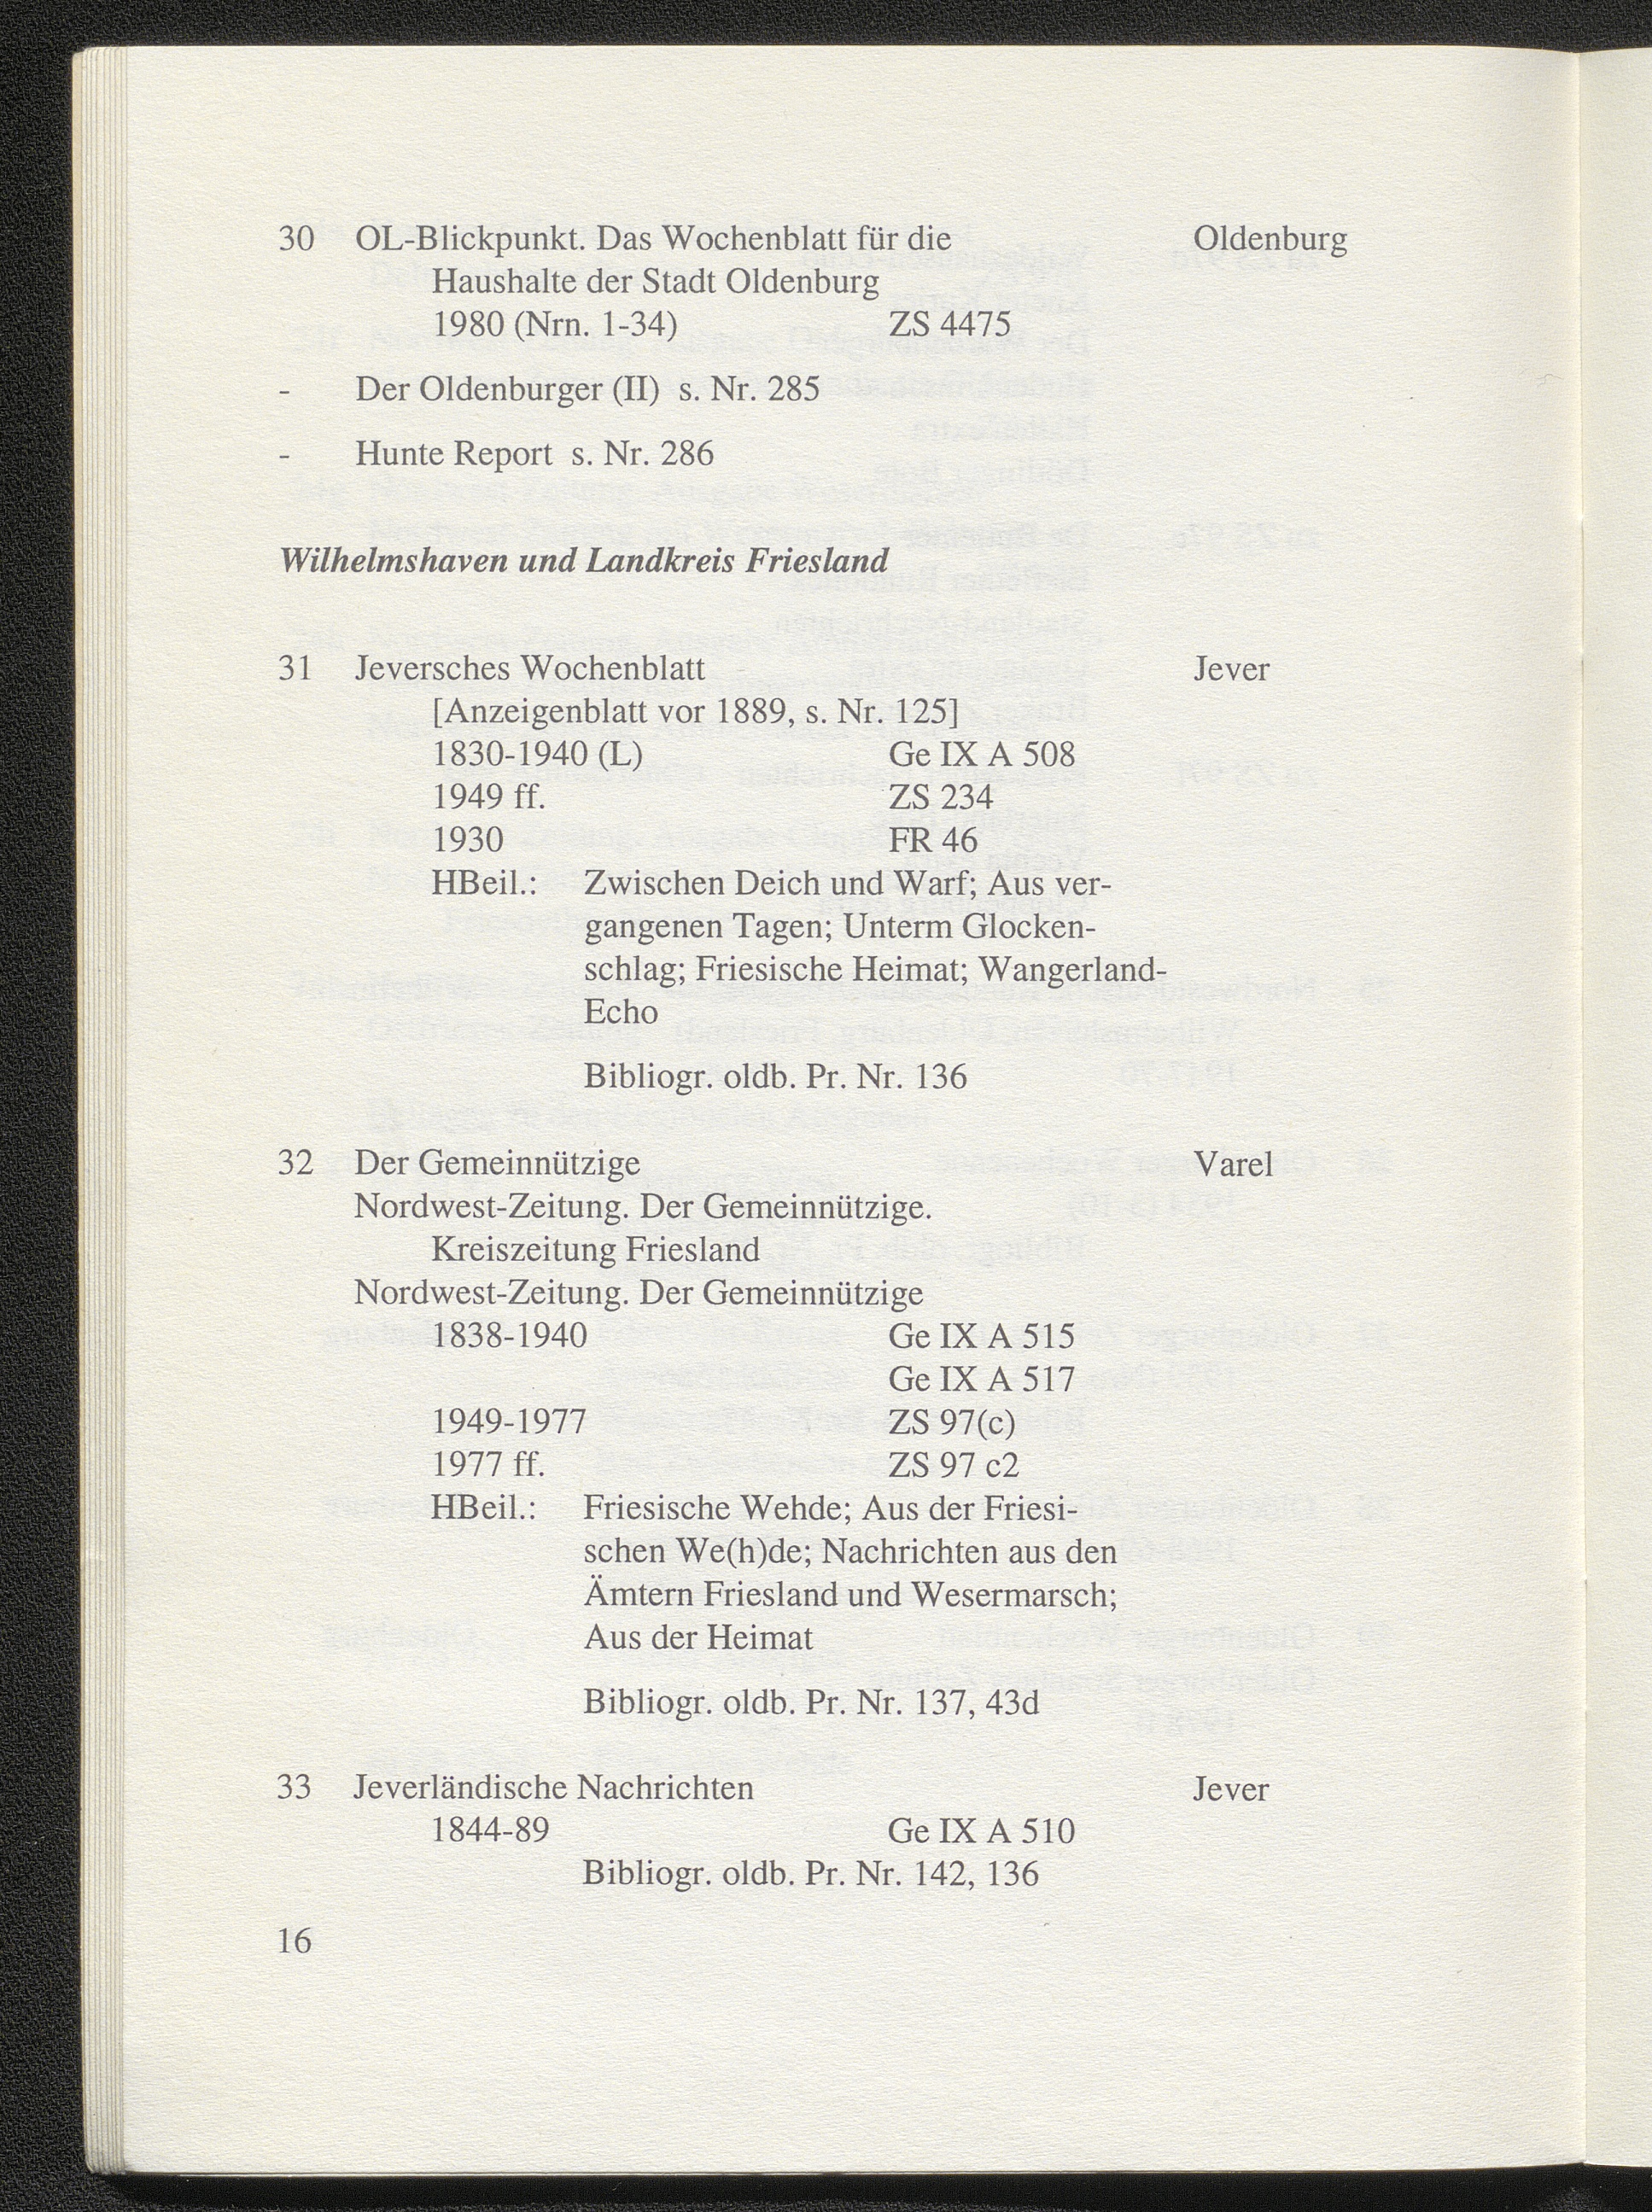 30 OL-Blickpunkt. Das Wochenblatt für die Oldenburg
Haushalte der Stadt Oldenburg
1980 (Nrn. 1-34) ZS 4475
- Der Oldenburger (II) s. Nr. 285
- Hunte Report s. Nr. 286
Wilhelmshaven und Landkreis Friesland
31 Jeversches Wochenblatt Jever
[Anzeigenblatt vor 1889, s. Nr. 125]
1830-1940 (L) Ge IX A 508
1949 ff. ZS 234
1930 FR 46
HBeil.: Zwischen Deich und Warf; Aus ver-
gangenen Tagen; Unterm Glocken-
schlag; Friesische Heimat; Wangerland-
Echo
Bibliogr. oldb. Pr. Nr. 136
32 Der Gemeinnützige Varel
Nordwest-Zeitung. Der Gemeinnützige.
Kreiszeitung Friesland
Nordwest-Zeitung. Der Gemeinnützige
1838-1940 Ge IX A 515
Ge IX A 517
1949-1977 ZS 97(c)
1977 ff. ZS 97 c2
HBeil.: Friesische Wehde; Aus der Friesi-
schen We(h)de; Nachrichten aus den
Ämtern Friesland und Wesermarsch;
Aus der Heimat
Bibliogr. oldb. Pr. Nr. 137, 43d
33 Jeverländische Nachrichten Jever
1844-89 Ge IX A 510
Bibliogr. oldb. Pr. Nr. 142, 136
16